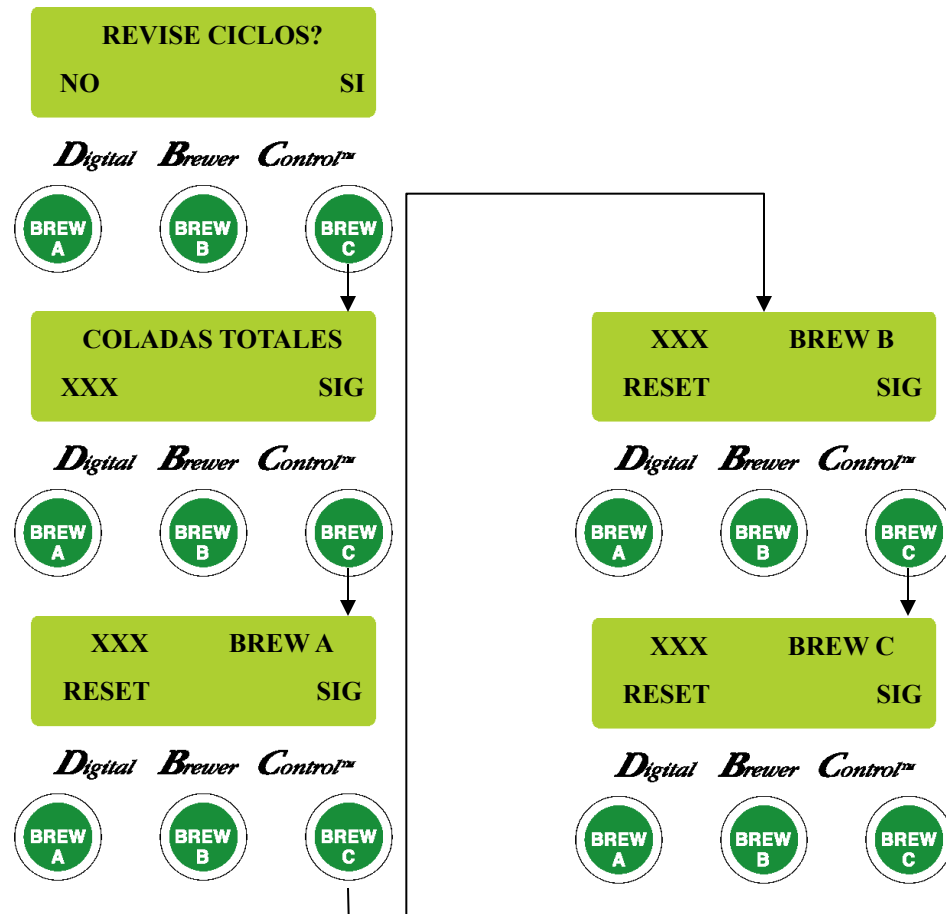 REVISE CICLOS?
NO SI
Digital Brewer Control™
BREW A BREW B BREW C
COLADAS TOTALES
XXX SIG
Digital Brewer Control™
BREW A BREW B BREW C
XXX BREW A
RESET SIG
Digital Brewer Control™
BREW A BREW B BREW C
XXX BREW B
RESET SIG
Digital Brewer Control™
BREW A BREW B BREW C
XXX BREW C
RESET SIG
Digital Brewer Control™
BREW A BREW B BREW C